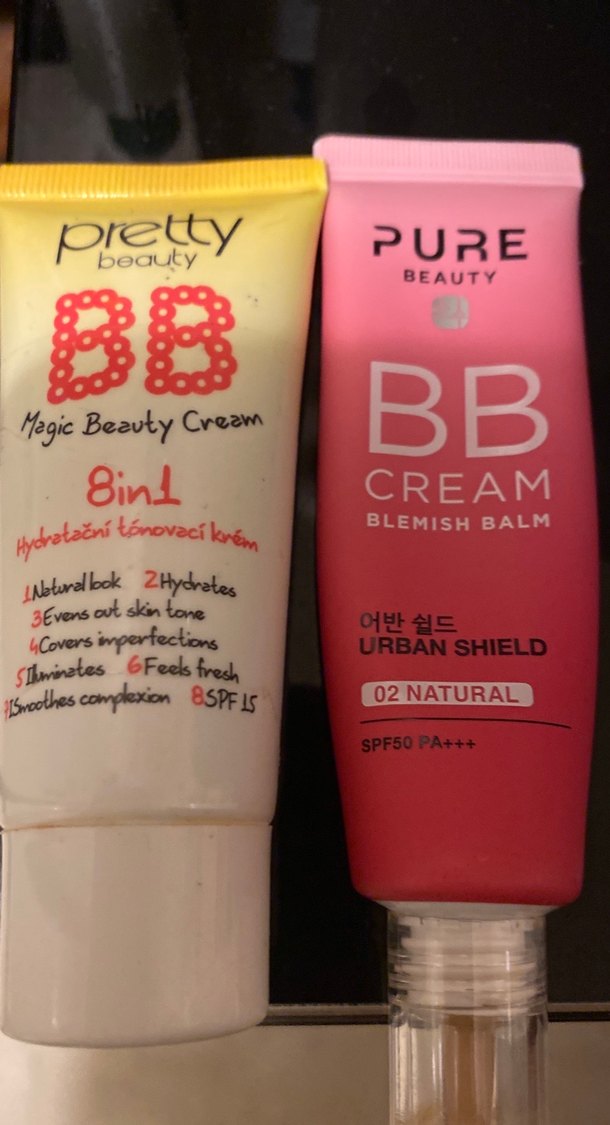 pretty
beauty
BB
Magic Beauty Cream
8in1
Hydratační tónovací krém
1Natural look 2Hydrates
3Evens out skin tone
4Covers imperfections
5Illuminates 6Feels fresh
7Smoothes complexion 8SPF 15
PURE
BEAUTY
BB
CREAM
BLEMISH BALM
어반 쉴드
URBAN SHIELD
02 NATURAL
SPF50 PA+++